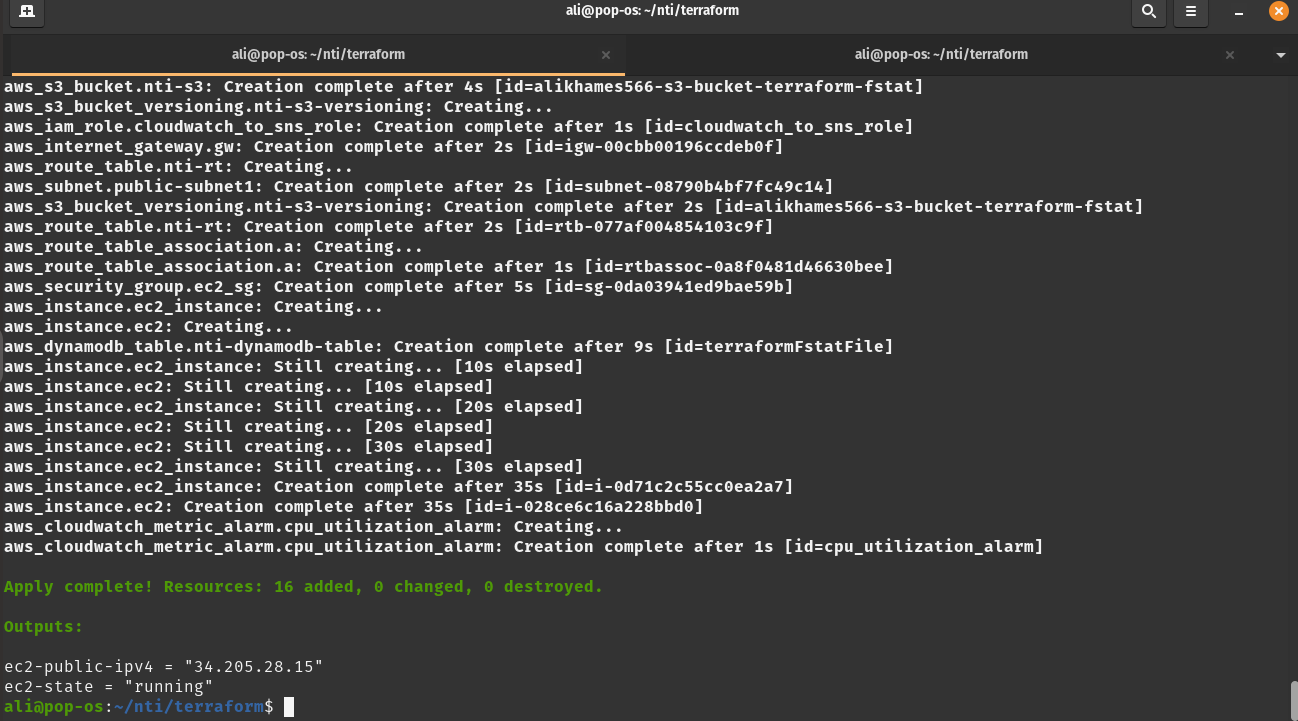 ali@pop-os: ~/nti/terraform
ali@pop-os: ~/nti/terraform
ali@pop-os: ~/nti/terraform
aws_s3_bucket.nti-s3: Creation complete after 4s [id=alikhames566-s3-bucket-terraform-fstat]
aws_s3_bucket_versioning.nti-s3-versioning: Creating...
aws_iam_role.cloudwatch_to_sns_role: Creation complete after 1s [id=cloudwatch_to_sns_role]
aws_internet_gateway.gw: Creation complete after 2s [id=igw-00cbb00196ccdeb0f]
aws_route_table.nti-rt: Creating...
aws_subnet.public-subnet1: Creation complete after 2s [id=subnet-08790b4bf7fc49c14]
aws_s3_bucket_versioning.nti-s3-versioning: Creation complete after 2s [id=alikhames566-s3-bucket-terraform-fstat]
aws_route_table.nti-rt: Creation complete after 2s [id=rtb-077af004854103c9f]
aws_route_table_association.a: Creating...
aws_route_table_association.a: Creation complete after 1s [id=rtbassoc-0a8f0481d46630bee]
aws_security_group.ec2_sg: Creation complete after 5s [id=sg-0da03941ed9bae59b]
aws_instance.ec2_instance: Creating...
aws_instance.ec2: Creating...
aws_dynamodb_table.nti-dynamodb-table: Creation complete after 9s [id=terraformFstatFile]
aws_instance.ec2_instance: Still creating... [10s elapsed]
aws_instance.ec2: Still creating... [10s elapsed]
aws_instance.ec2_instance: Still creating... [20s elapsed]
aws_instance.ec2: Still creating... [20s elapsed]
aws_instance.ec2: Still creating... [30s elapsed]
aws_instance.ec2_instance: Still creating... [30s elapsed]
aws_instance.ec2_instance: Creation complete after 35s [id=i-0d71c2c55cc0ea2a7]
aws_instance.ec2: Creation complete after 35s [id=i-028ce6c16a228bbd0]
aws_cloudwatch_metric_alarm.cpu_utilization_alarm: Creating...
aws_cloudwatch_metric_alarm.cpu_utilization_alarm: Creation complete after 1s [id=cpu_utilization_alarm]
Apply complete! Resources: 16 added, 0 changed, 0 destroyed.
Outputs:
ec2-public-ipv4 = "34.205.28.15"
ec2-state = "running"
ali@pop-os:~/nti/terraform$